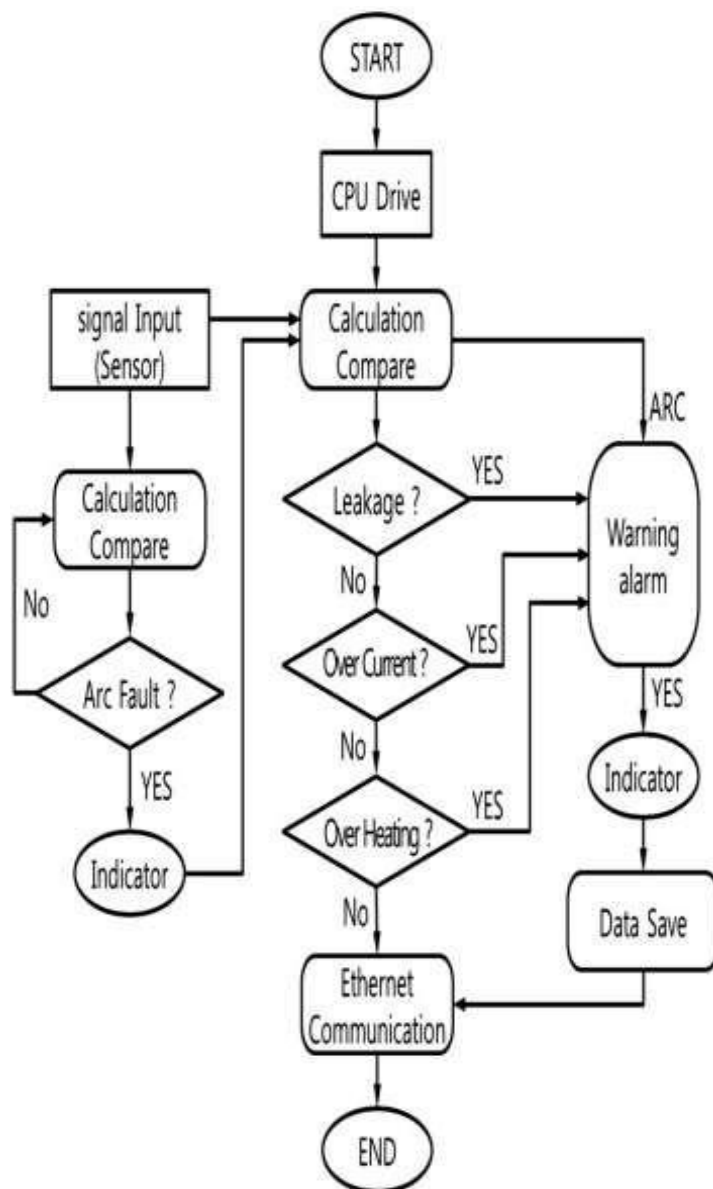 START
CPU Drive
signal Input
(Sensor)
Calculation
Compare
ARC
Calculation
Compare
Leakage ?
YES
Warning
alarm
No
No
Arc Fault ?
Over Current ?
YES
YES
YES
No
Indicator
Indicator
Over Heating ?
YES
No
Data Save
Ethernet
Communication
END